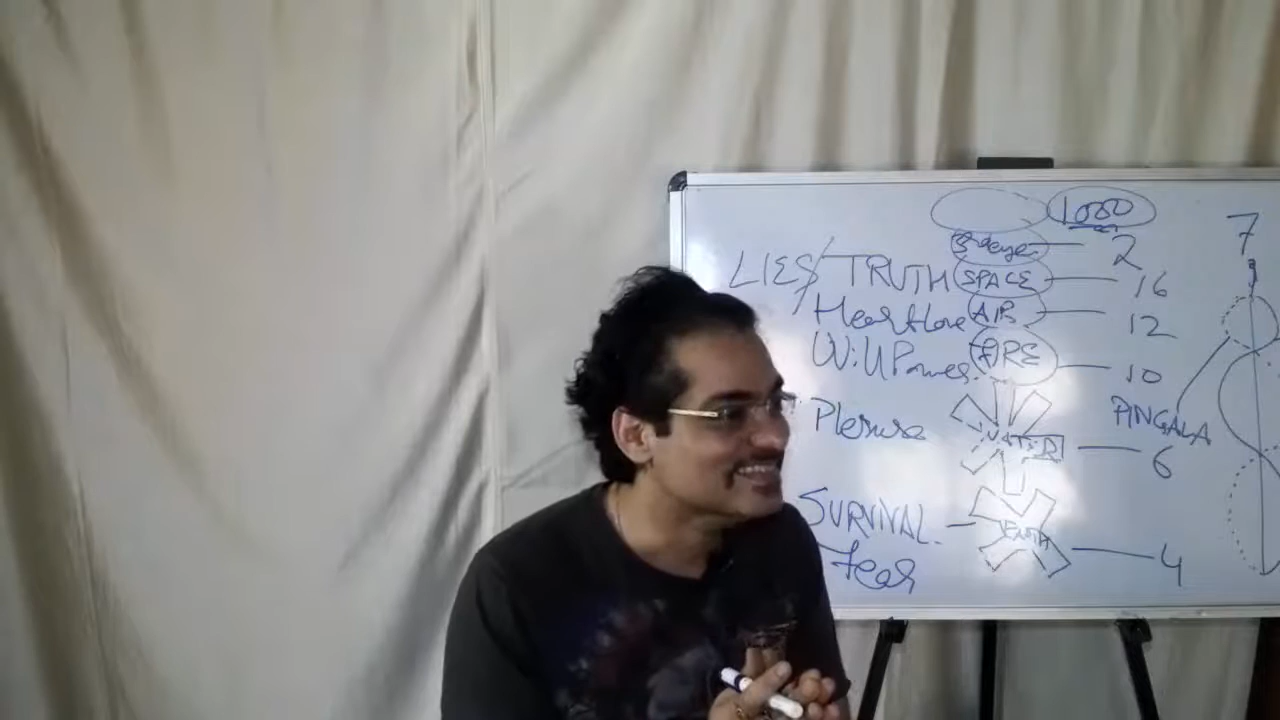 1000
7
3rd eye 2
LIES/TRUTH SPACE 16
Heart Love AIR 12
Will Power FIRE 10
PINGALA
Plesure WATER 6
SURVIVAL EARTH
Fear 4